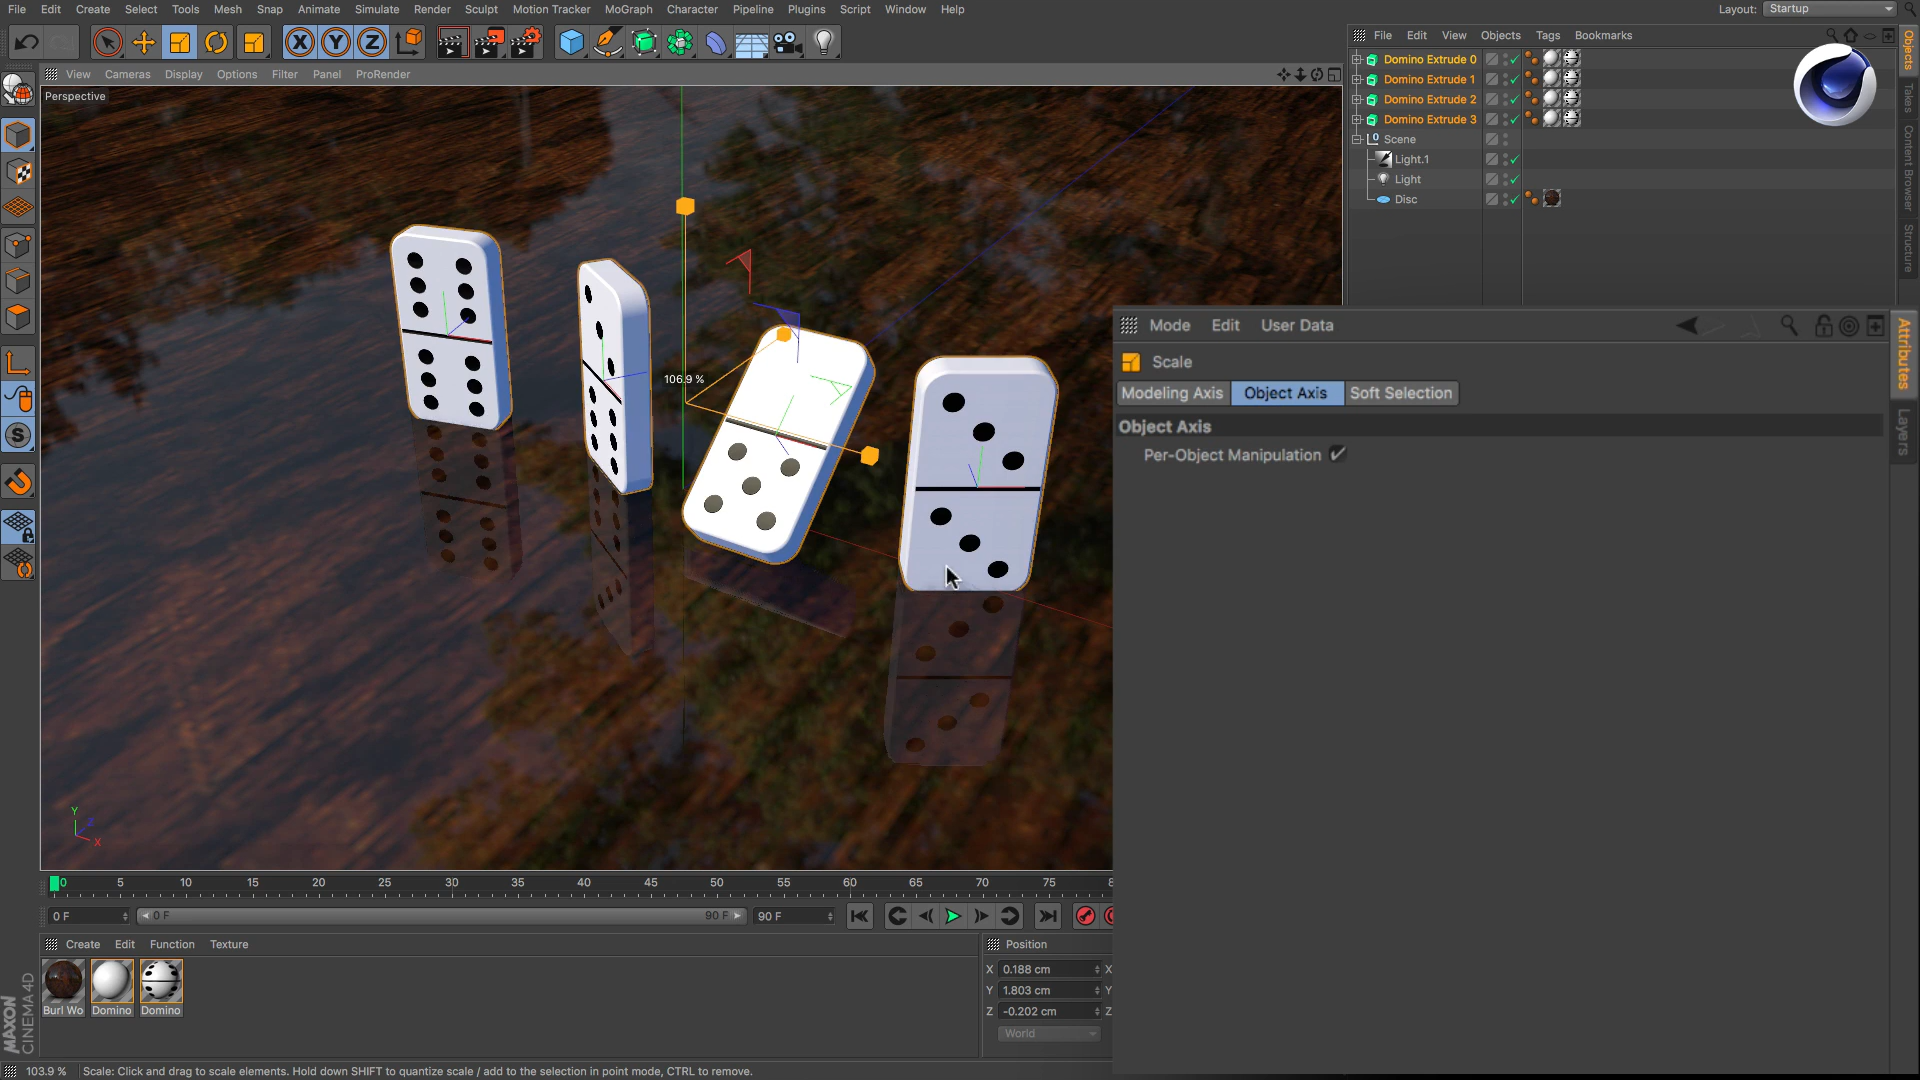 File Edit Create Select Tools Mesh Snap Animate Simulate Render Sculpt Motion Tracker MoGraph Character Pipeline Plugins Script Window Help
Layout: Startup
X Y Z
File Edit View Objects Tags Bookmarks
View Cameras Display Options Filter Panel ProRender
Perspective
Domino Extrude 0
Domino Extrude 1
Domino Extrude 2
Domino Extrude 3
Scene
Light.1
Light
Disc
Objects
Takes
Content Browser
Structure
Mode Edit User Data
Scale
Modeling Axis Object Axis Soft Selection
Object Axis
Per-Object Manipulation
Attributes
Layers
106.9 %
Y
Z
X
0 5 10 15 20 25 30 35 40 45 50 55 60 65 70 75 8
0 F 0 F 90 F 90 F
Create Edit Function Texture
Burl Wo Domino Domino
Position
X 0.188 cm X
Y 1.803 cm Y
Z -0.202 cm Z
World
MAXON
CINEMA 4D
103.9 % Scale: Click and drag to scale elements. Hold down SHIFT to quantize scale / add to the selection in point mode, CTRL to remove.